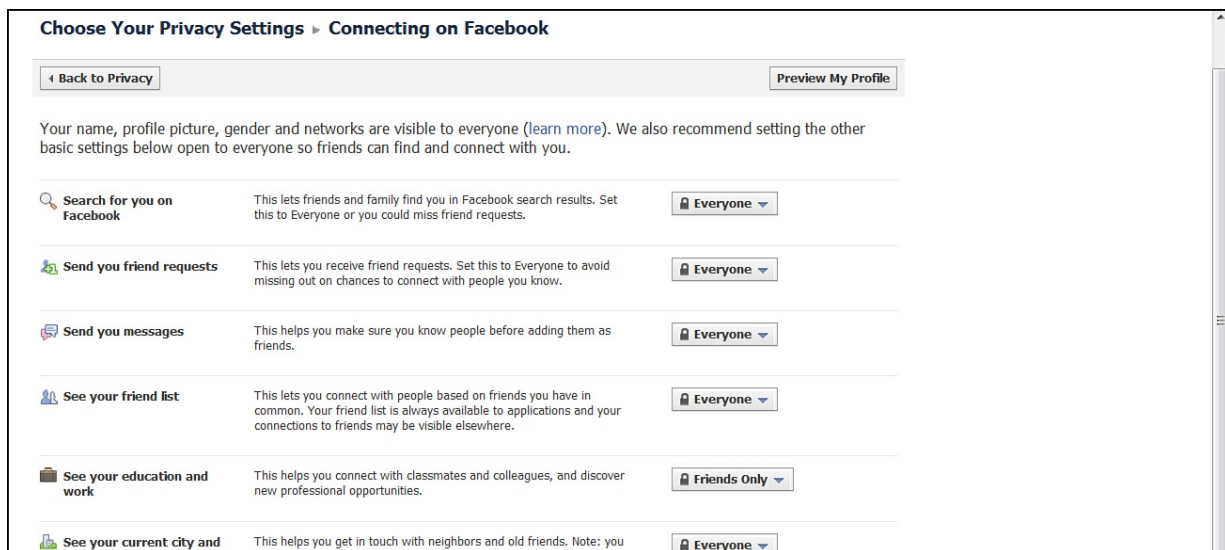 Choose Your Privacy Settings ▸ Connecting on Facebook
Back to Privacy
Preview My Profile
Your name, profile picture, gender and networks are visible to everyone (learn more). We also recommend setting the other
basic settings below open to everyone so friends can find and connect with you.
Search for you on
Facebook
This lets friends and family find you in Facebook search results. Set
this to Everyone or you could miss friend requests.
Everyone
Send you friend requests
This lets you receive friend requests. Set this to Everyone to avoid
missing out on chances to connect with people you know.
Everyone
Send you messages
This helps you make sure you know people before adding them as
friends.
Everyone
See your friend list
This lets you connect with people based on friends you have in
common. Your friend list is always available to applications and your
connections to friends may be visible elsewhere.
Everyone
See your education and
work
This helps you connect with classmates and colleagues, and discover
new professional opportunities.
Friends Only
See your current city and
This helps you get in touch with neighbors and old friends. Note: you
Everyone